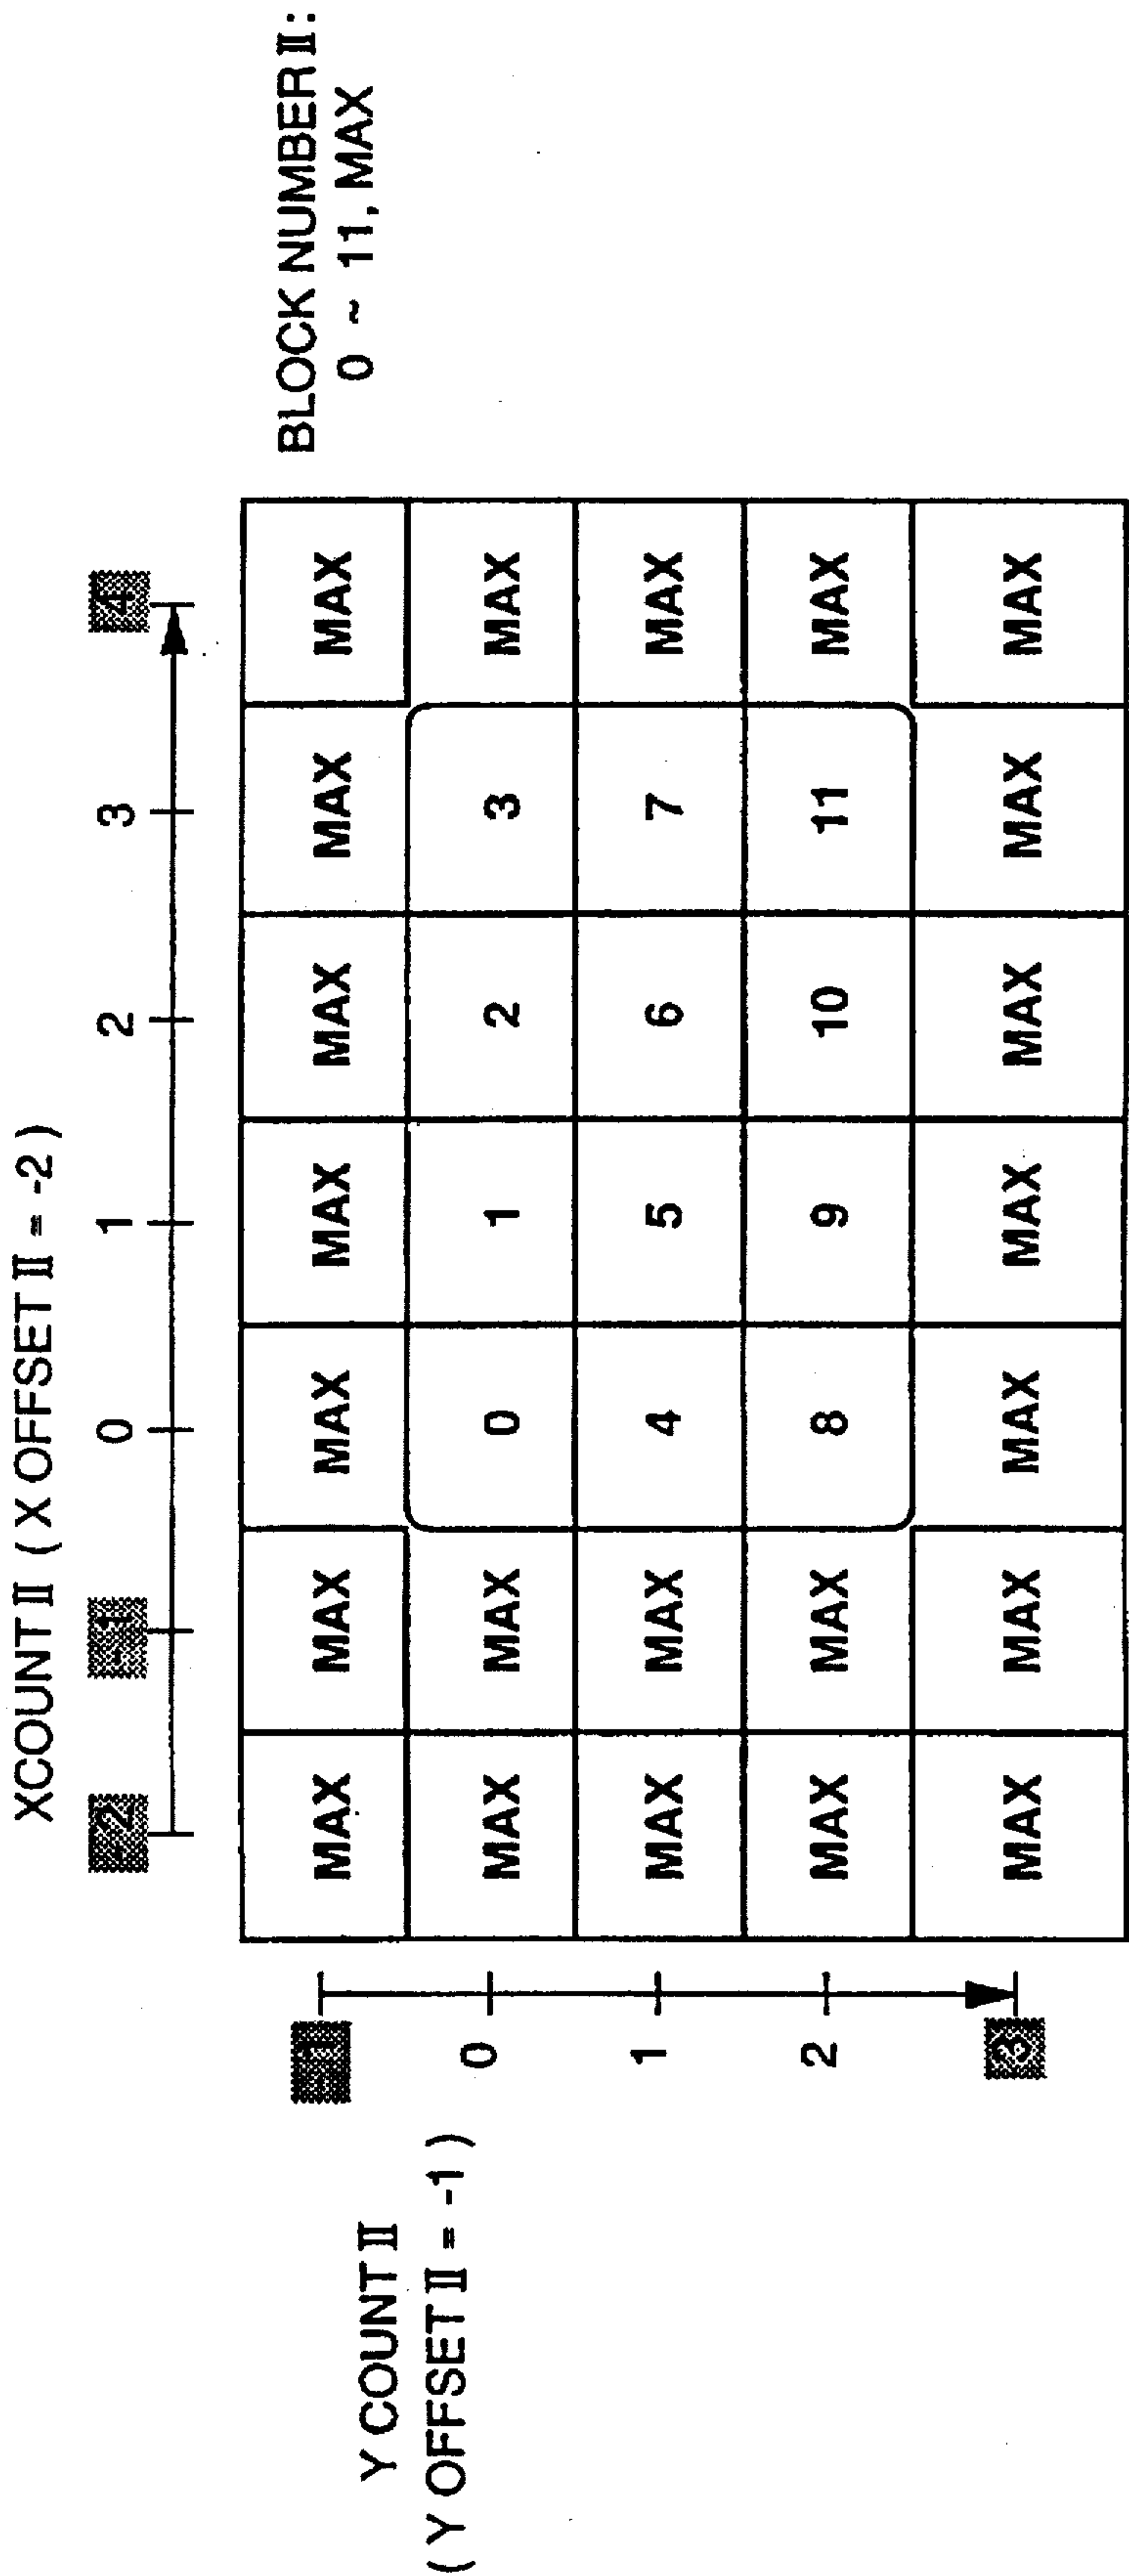 XCOUNT Ⅱ ( X OFFSET Ⅱ = -2 )
-2 -1 0 1 2 3 4
BLOCK NUMBER Ⅱ:
0 ~ 11, MAX
Y COUNT Ⅱ
( Y OFFSET Ⅱ = -1 )
-1 MAX MAX MAX MAX MAX MAX MAX
0 MAX MAX 0 1 2 3 MAX
1 MAX MAX 4 5 6 7 MAX
2 MAX MAX 8 9 10 11 MAX
3 MAX MAX MAX MAX MAX MAX MAX